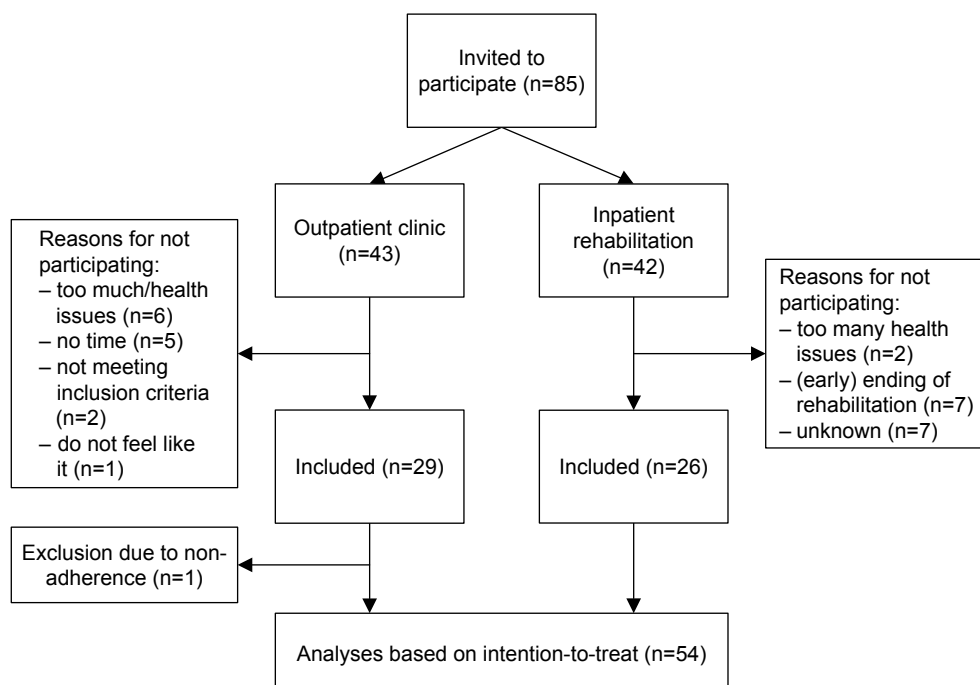 Invited to
participate (n=85)
Outpatient clinic
(n=43)
Inpatient
rehabilitation
(n=42)
Reasons for not
participating:
– too much/health
issues (n=6)
– no time (n=5)
– not meeting
inclusion criteria
(n=2)
– do not feel like
it (n=1)
Reasons for not
participating:
– too many health
issues (n=2)
– (early) ending of
rehabilitation (n=7)
– unknown (n=7)
Included (n=29)
Included (n=26)
Exclusion due to non-
adherence (n=1)
Analyses based on intention-to-treat (n=54)